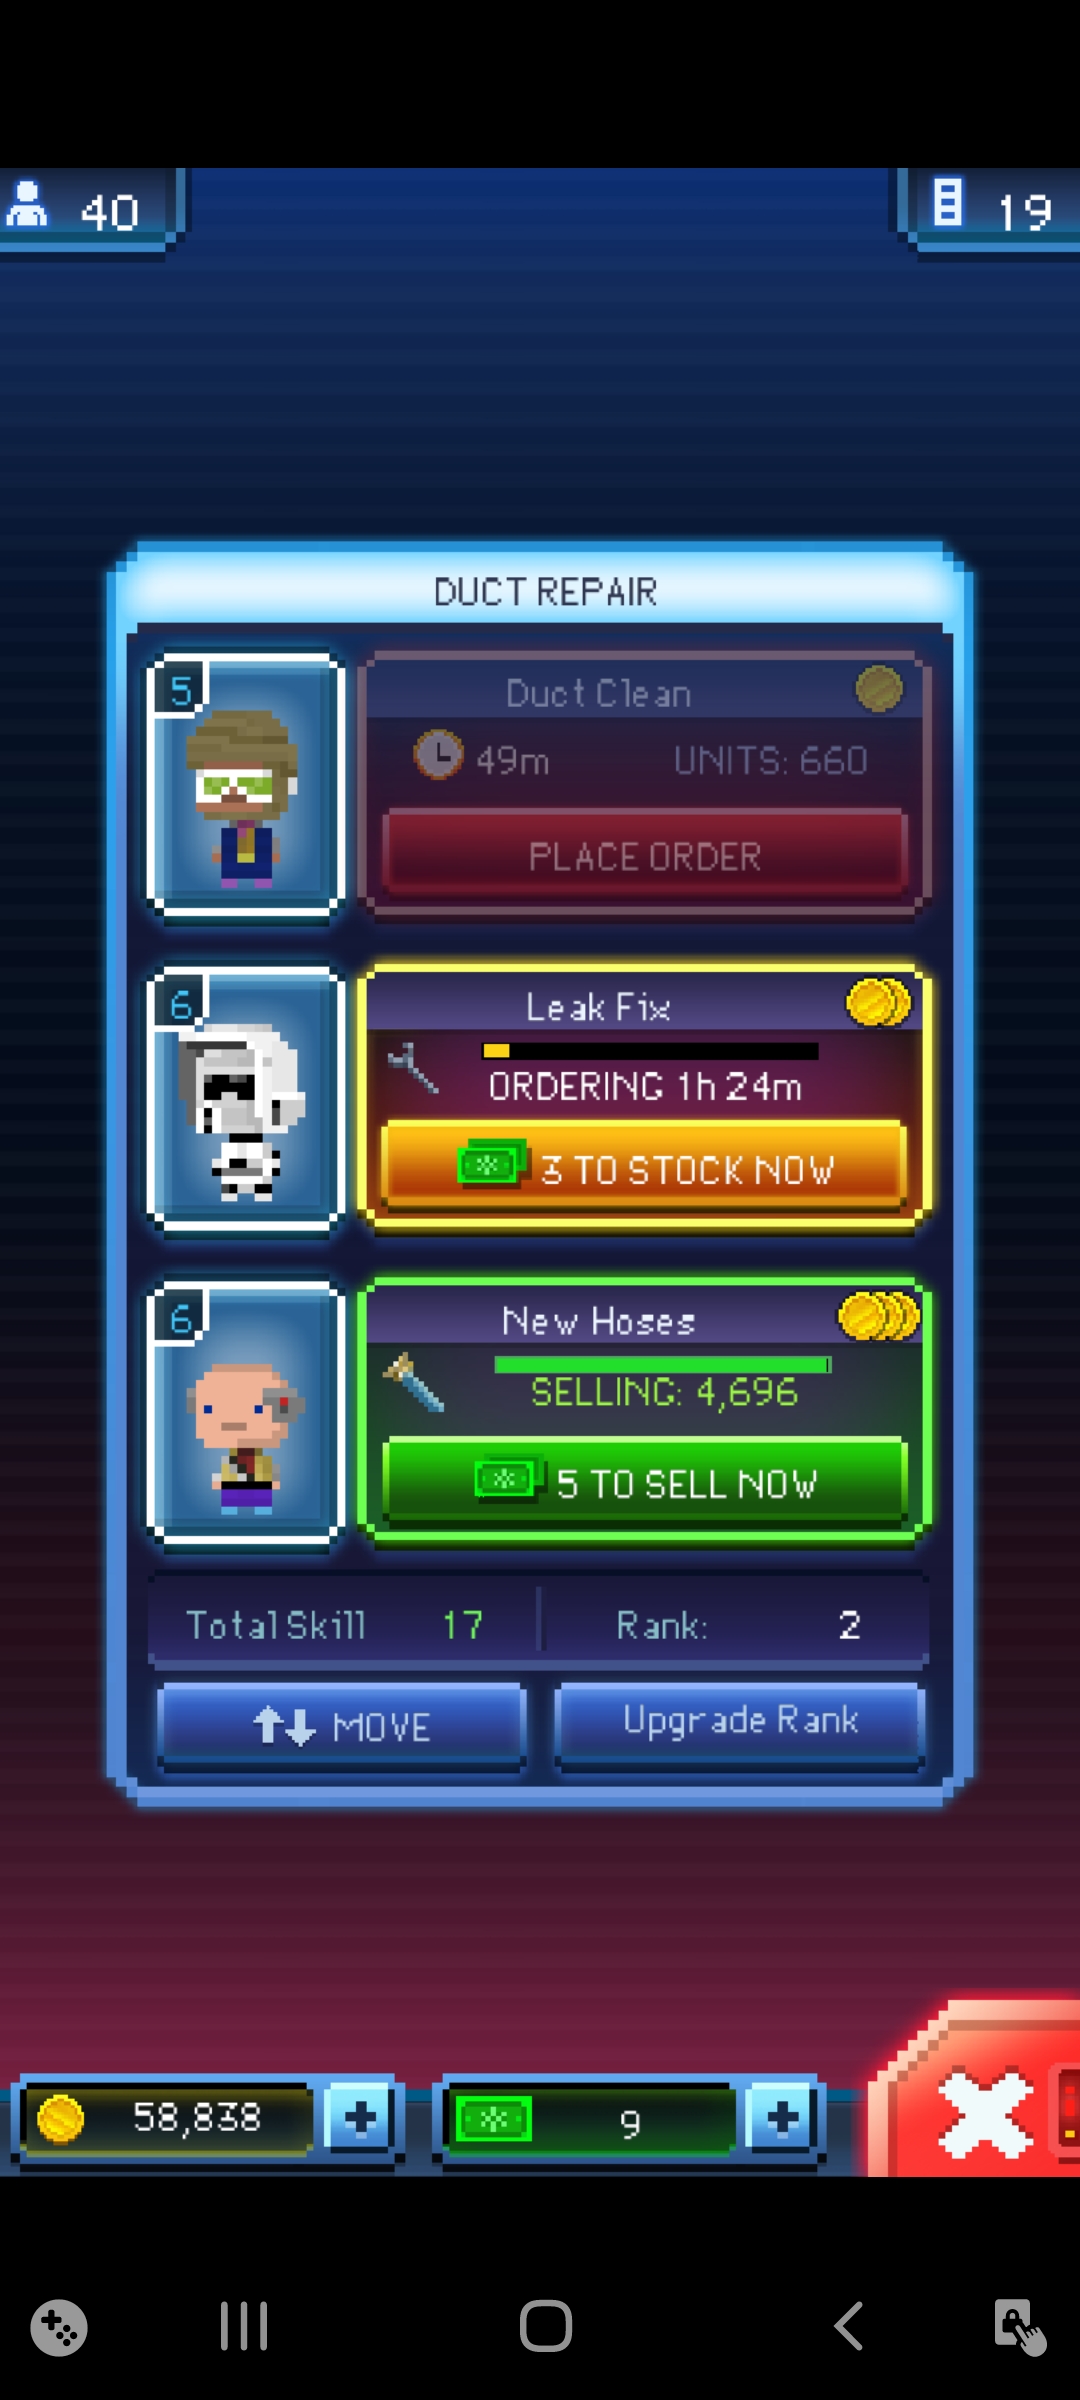 40
19
DUCT REPAIR
5
Duct Clean
49m
UNITS: 660
PLACE ORDER
6
Leak Fix
ORDERING 1h 24m
3 TO STOCK NOW
6
New Hoses
SELLING: 4,696
5 TO SELL NOW
Total Skill 17
Rank: 2
MOVE
Upgrade Rank
58,838
9